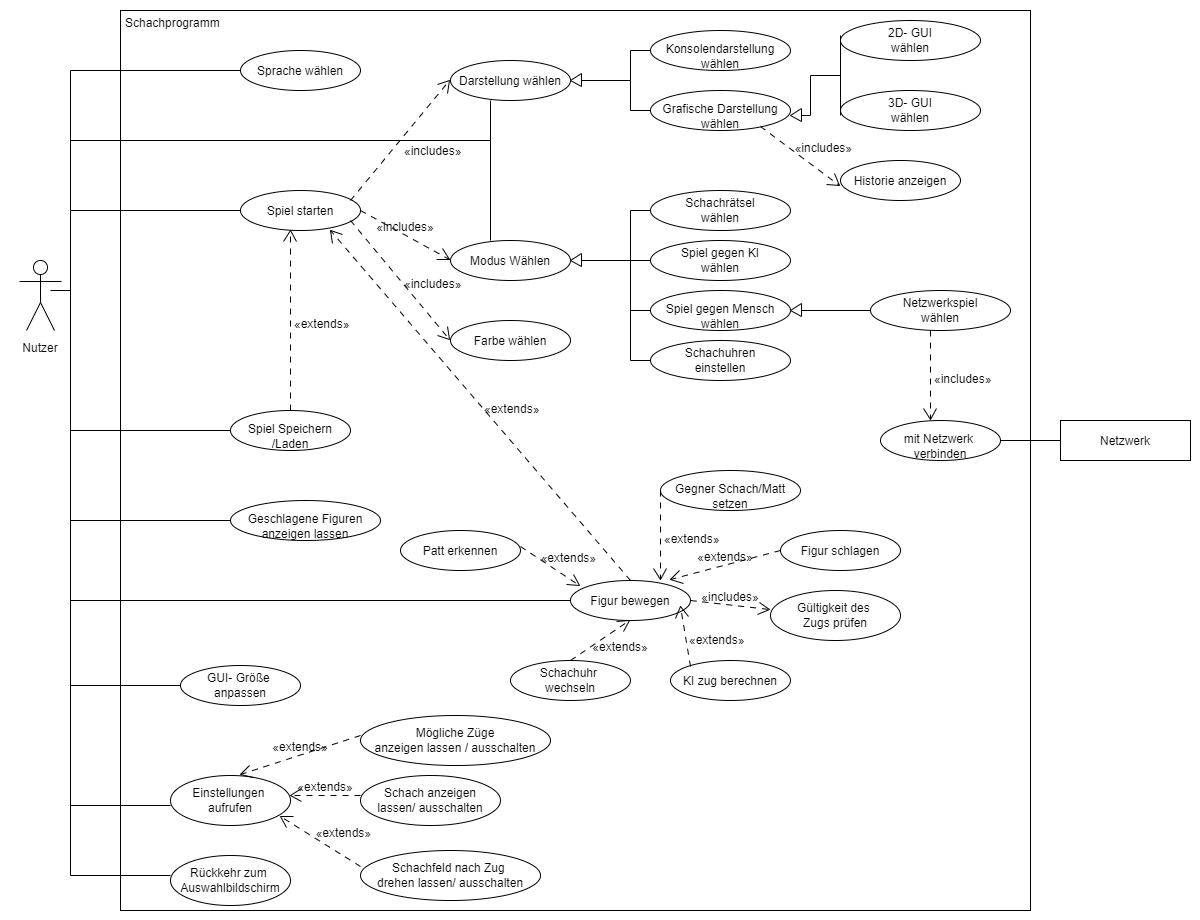 Schachprogramm
Sprache wählen
Darstellung wählen
Konsolendarstellung
wählen
Grafische Darstellung
wählen
2D- GUI
wählen
3D- GUI
wählen
«includes»
Historie anzeigen
«includes»
Spiel starten
«includes»
Modus Wählen
«includes»
Farbe wählen
Schachrätsel
wählen
Spiel gegen KI
wählen
Spiel gegen Mensch
wählen
Schachuhren
einstellen
Netzwerkspiel
wählen
«includes»
mit Netzwerk
verbinden
Netzwerk
Nutzer
«extends»
«extends»
Spiel Speichern
/Laden
Geschlagene Figuren
anzeigen lassen
Gegner Schach/Matt
setzen
«extends»
Patt erkennen
«extends»
«extends»
Figur schlagen
Figur bewegen
«includes»
Gültigkeit des
Zugs prüfen
«extends»
«extends»
Schachuhr
wechseln
KI zug berechnen
GUI- Größe
anpassen
Mögliche Züge
anzeigen lassen / ausschalten
«extends»
Einstellungen
aufrufen
«extends»
Schach anzeigen
lassen/ ausschalten
«extends»
Schachfeld nach Zug
drehen lassen/ ausschalten
Rückkehr zum
Auswahlbildschirm